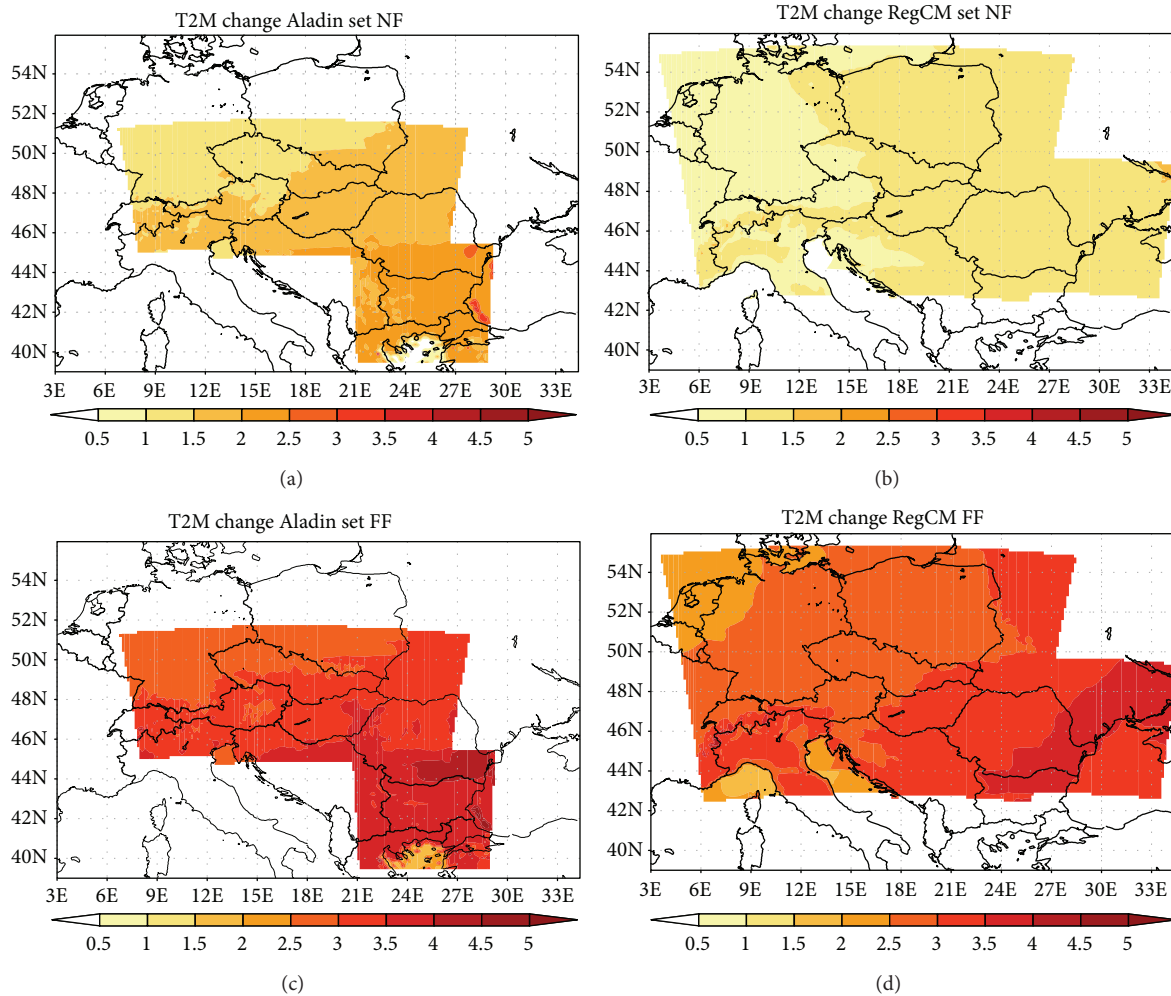 T2M change Aladin set NF
54N
52N
50N
48N
46N
44N
42N
40N
3E 6E 9E 12E 15E 18E 21E 24E 27E 30E 33E
0.5 1 1.5 2 2.5 3 3.5 4 4.5 5
(a)
T2M change RegCM set NF
54N
52N
50N
48N
46N
44N
42N
40N
3E 6E 9E 12E 15E 18E 21E 24E 27E 30E 33E
0.5 1 1.5 2 2.5 3 3.5 4 4.5 5
(b)
T2M change Aladin set FF
54N
52N
50N
48N
46N
44N
42N
40N
3E 6E 9E 12E 15E 18E 21E 24E 27E 30E 33E
0.5 1 1.5 2 2.5 3 3.5 4 4.5 5
(c)
T2M change RegCM FF
54N
52N
50N
48N
46N
44N
42N
40N
3E 6E 9E 12E 15E 18E 21E 24E 27E 30E 33E
0.5 1 1.5 2 2.5 3 3.5 4 4.5 5
(d)